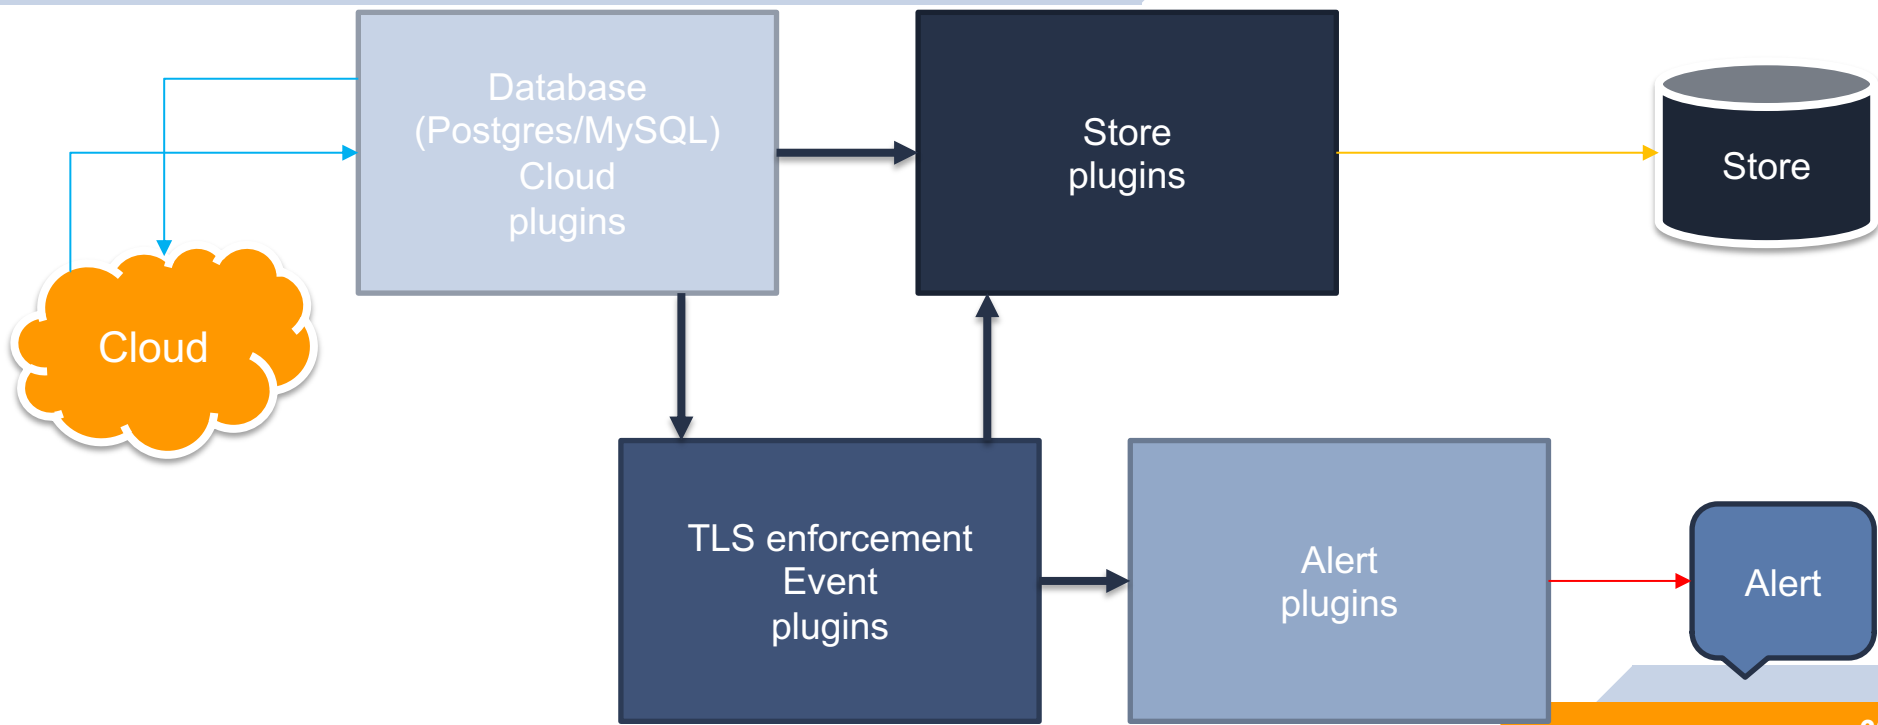 Database
(Postgres/MySQL)
Cloud
plugins
Store
plugins
Store
Cloud
TLS enforcement
Event
plugins
Alert
plugins
Alert